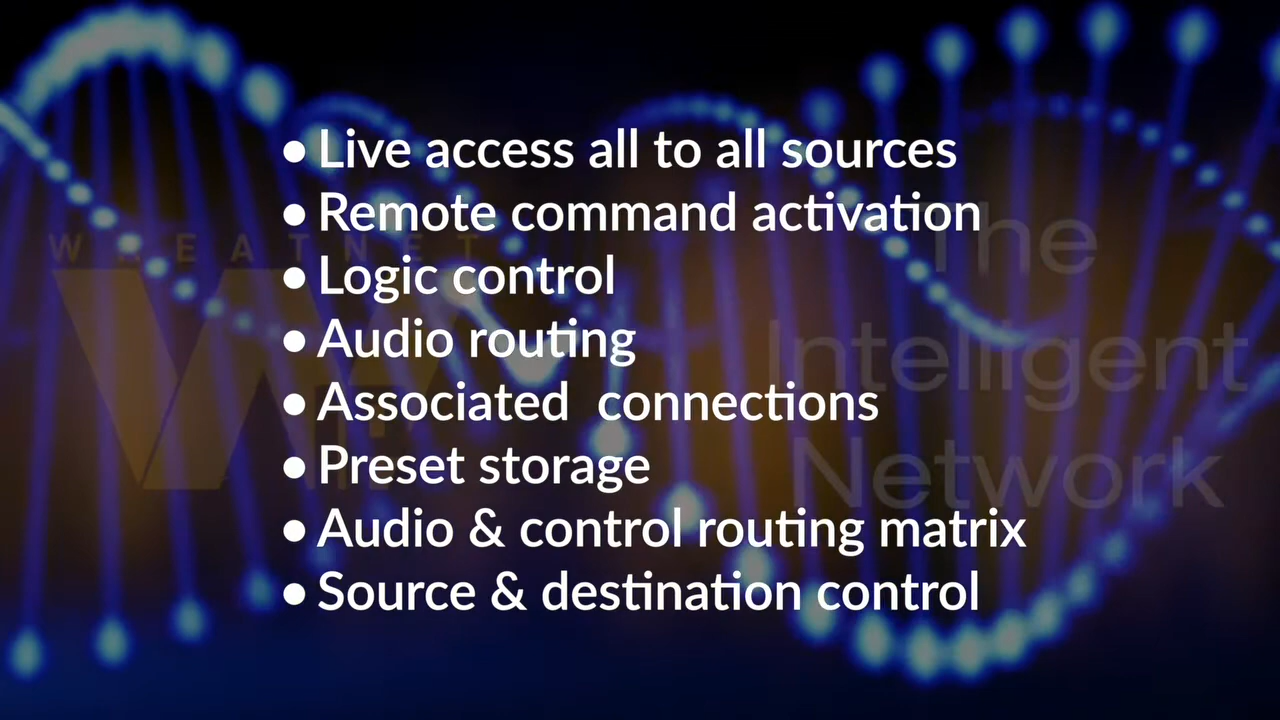 • Live access all to all sources
• Remote command activation
• Logic control
• Audio routing
• Associated  connections
• Preset storage
• Audio & control routing matrix
• Source & destination control
WHEATNET
IP
The
Intelligent
Network